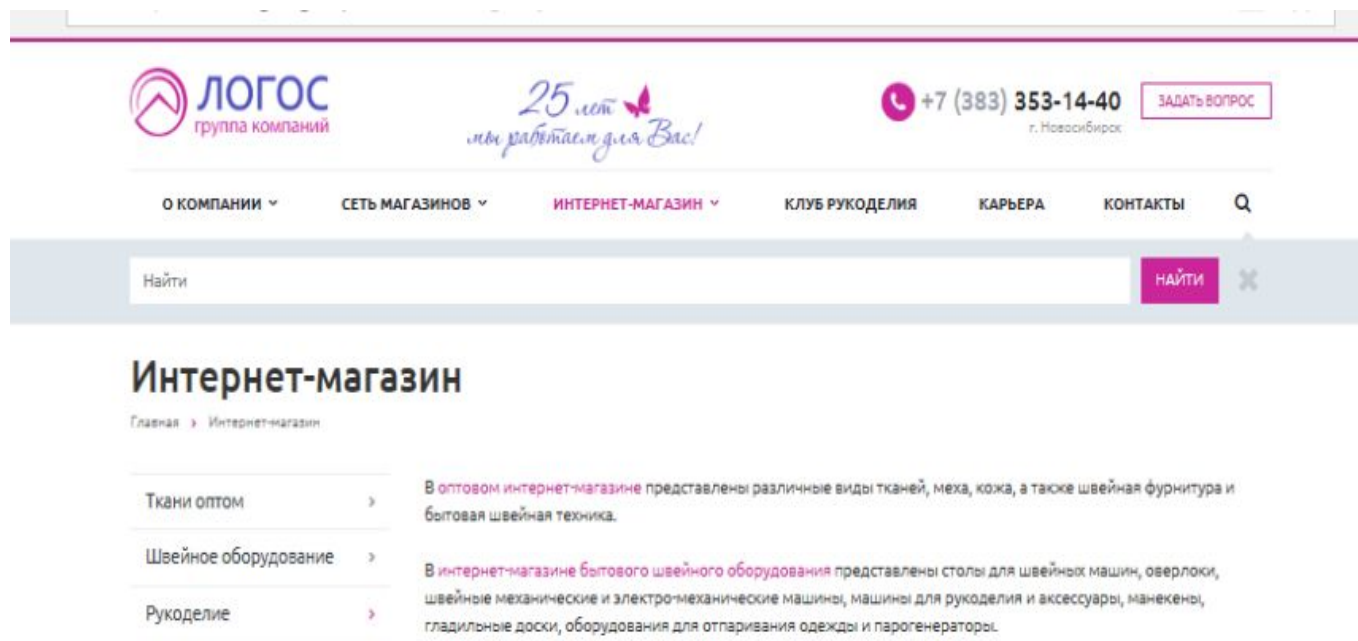 ЛОГОС
группа компаний
25 лет
мы работаем для Вас!
+7 (383) 353-14-40
г. Новосибирск
ЗАДАТЬ ВОПРОС
О КОМПАНИИ
СЕТЬ МАГАЗИНОВ
ИНТЕРНЕТ-МАГАЗИН
КЛУБ РУКОДЕЛИЯ
КАРЬЕРА
КОНТАКТЫ
Найти
НАЙТИ
Интернет-магазин
Главная › Интернет-магазин
Ткани оптом
Швейное оборудование
Рукоделие
В оптовом интернет-магазине представлены различные виды тканей, меха, кожа, а также швейная фурнитура и
бытовая швейная техника.
В интернет-магазине бытового швейного оборудования представлены столы для швейных машин, оверлоки,
швейные механические и электро-механические машины, машины для рукоделия и аксессуары, манекены,
гладильные доски, оборудования для отпаривания одежды и парогенераторы.